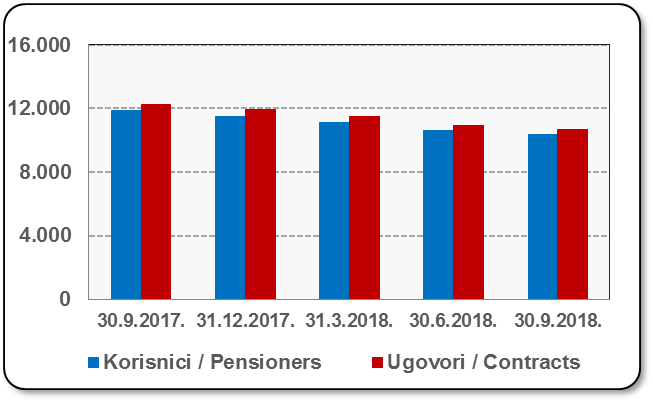 16.000
12.000
8.000
4.000
0
30.9.2017. 31.12.2017. 31.3.2018. 30.6.2018. 30.9.2018.
Korisnici / Pensioners Ugovori / Contracts